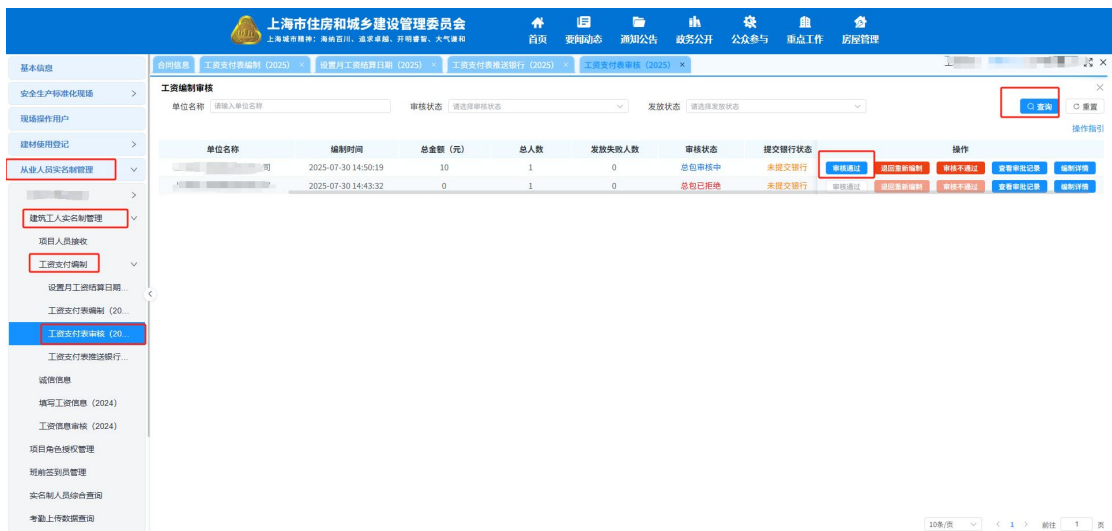 上海市住房和城乡建设管理委员会
上海城市精神：海纳百川、追求卓越、开明睿智、大气谦和
首页 要闻动态 通知公告 政务公开 公众参与 重点工作 房屋管理
基本信息
安全生产标准化现场
现场操作用户
建材使用登记
从业人员实名制管理
建筑工人实名制管理
项目人员接收
工资支付编制
设置月工资结算日期...
工资支付表编制（20...
工资支付表审核（20...
工资支付表推送银行...
诚信信息
填写工资信息（2024）
工资信息审核（2024）
项目角色授权管理
班前签到员管理
实名制人员综合查询
考勤上传数据查询
合同信息 工资支付表编制（2025） × 设置月工资结算日期（2025） × 工资支付表推送银行（2025） × 工资支付表审核（2025） ×
工资编制审核
单位名称 请输入单位名称 审核状态 请选择审核状态 发放状态 请选择发放状态 查询 重置
操作指引
单位名称 编制时间 总金额（元） 总人数 发放失败人数 审核状态 提交银行状态 操作
司 2025-07-30 14:50:19 10 1 0 总包审核中 未提交银行 审核通过 退回重新编制 审核不通过 查看审批记录 编制详情
2025-07-30 14:43:32 0 1 0 总包已拒绝 未提交银行 审核通过 退回重新编制 审核不通过 查看审批记录 编制详情
10条/页 < 1 > 前往 1 页